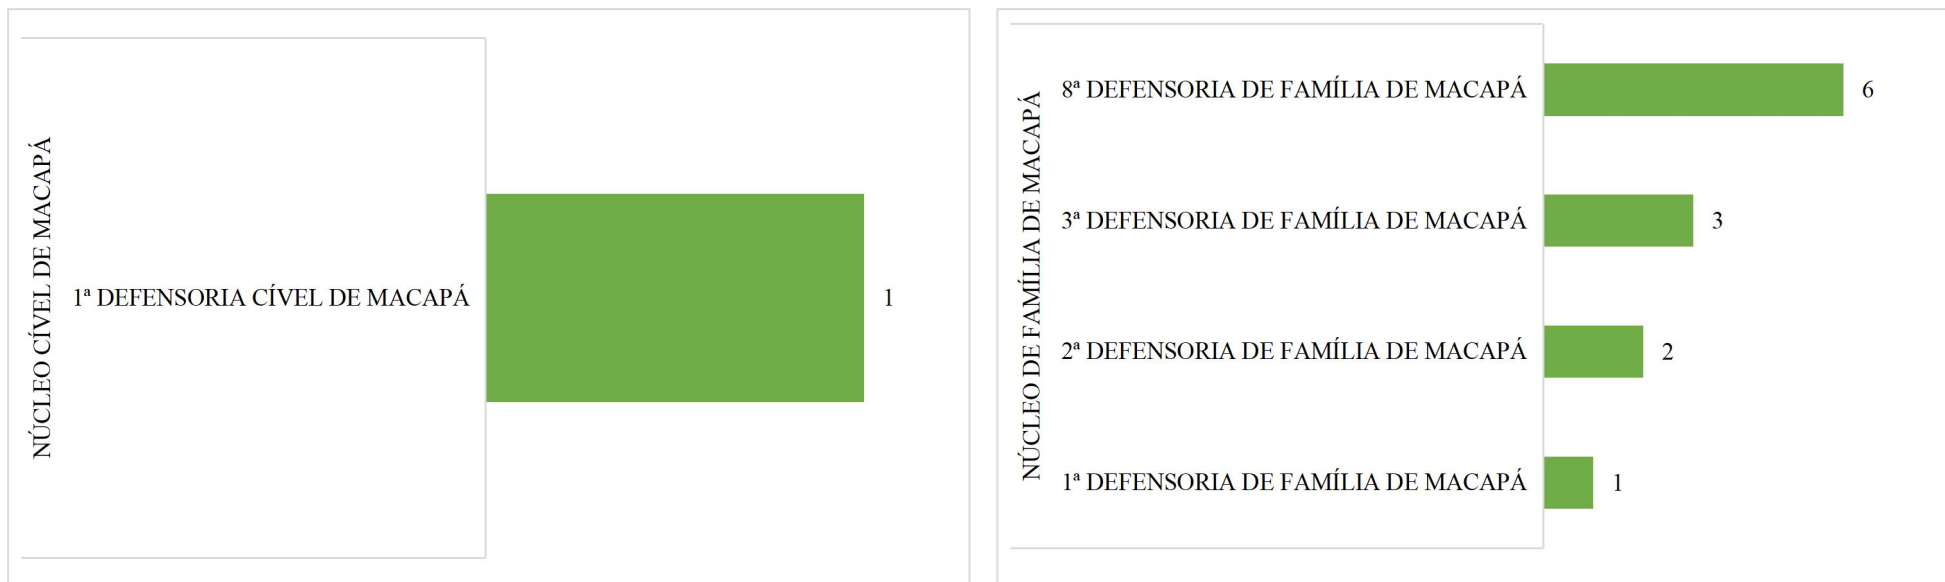 NÚCLEO CÍVEL DE MACAPÁ
1ª DEFENSORIA CÍVEL DE MACAPÁ
1
NÚCLEO DE FAMÍLIA DE MACAPÁ
8ª DEFENSORIA DE FAMÍLIA DE MACAPÁ
6
3ª DEFENSORIA DE FAMÍLIA DE MACAPÁ
3
2ª DEFENSORIA DE FAMÍLIA DE MACAPÁ
2
1ª DEFENSORIA DE FAMÍLIA DE MACAPÁ
1